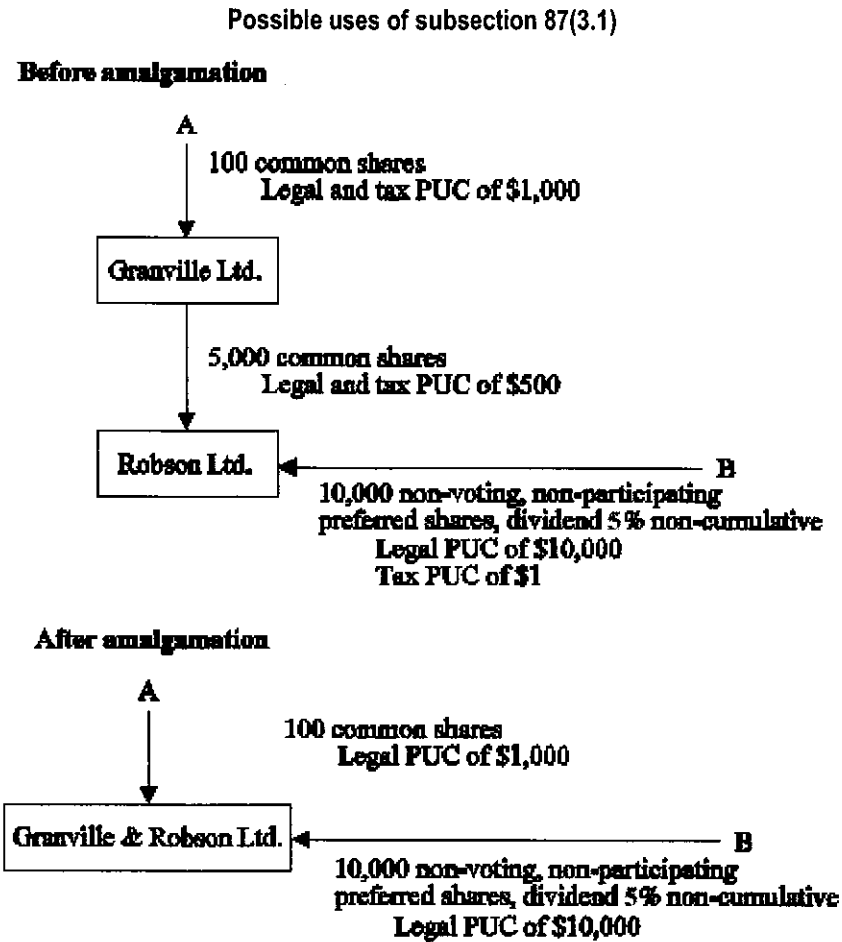 Possible uses of subsection 87(3.1)
Before amalgamation
A
100 common shares
Legal and tax PUC of $1,000
Granville Ltd.
5,000 common shares
Legal and tax PUC of $500
Robson Ltd.
B
10,000 non-voting, non-participating
preferred shares, dividend 5% non-cumulative
Legal PUC of $10,000
Tax PUC of $1
After amalgamation
A
100 common shares
Legal PUC of $1,000
Granville & Robson Ltd.
B
10,000 non-voting, non-participating
preferred shares, dividend 5% non-cumulative
Legal PUC of $10,000